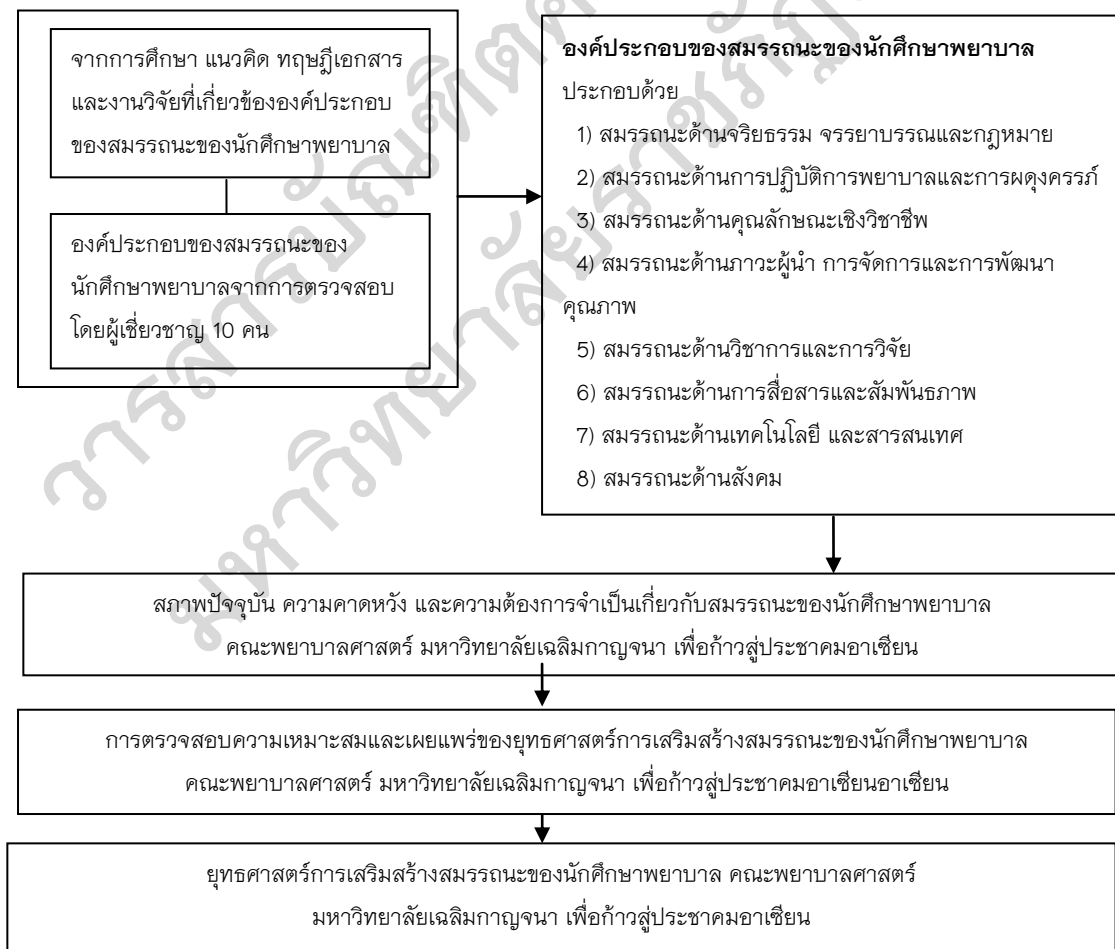 จากการศึกษา แนวคิด ทฤษฎีเอกสาร
และงานวิจัยที่เกี่ยวข้ององค์ประกอบ
ของสมรรถนะของนักศึกษาพยาบาล
องค์ประกอบของสมรรถนะของ
นักศึกษาพยาบาลจากการตรวจสอบ
โดยผู้เชี่ยวชาญ 10 คน
องค์ประกอบของสมรรถนะของนักศึกษาพยาบาล
ประกอบด้วย
1) สมรรถนะด้านจริยธรรม จรรยาบรรณและกฎหมาย
2) สมรรถนะด้านการปฏิบัติการพยาบาลและการผดุงครรภ์
3) สมรรถนะด้านคุณลักษณะเชิงวิชาชีพ
4) สมรรถนะด้านภาวะผู้นำ การจัดการและการพัฒนา
คุณภาพ
5) สมรรถนะด้านวิชาการและการวิจัย
6) สมรรถนะด้านการสื่อสารและสัมพันธภาพ
7) สมรรถนะด้านเทคโนโลยี และสารสนเทศ
8) สมรรถนะด้านสังคม
สภาพปัจจุบัน ความคาดหวัง และความต้องการจำเป็นเกี่ยวกับสมรรถนะของนักศึกษาพยาบาล
คณะพยาบาลศาสตร์ มหาวิทยาลัยเฉลิมกาญจนา เพื่อก้าวสู่ประชาคมอาเซียน
การตรวจสอบความเหมาะสมและเผยแพร่ของยุทธศาสตร์การเสริมสร้างสมรรถนะของนักศึกษาพยาบาล
คณะพยาบาลศาสตร์ มหาวิทยาลัยเฉลิมกาญจนา เพื่อก้าวสู่ประชาคมอาเซียนอาเซียน
ยุทธศาสตร์การเสริมสร้างสมรรถนะของนักศึกษาพยาบาล คณะพยาบาลศาสตร์
มหาวิทยาลัยเฉลิมกาญจนา เพื่อก้าวสู่ประชาคมอาเซียน
วารสารบัณฑิต
มหาวิทยาลัยราชภัฏ